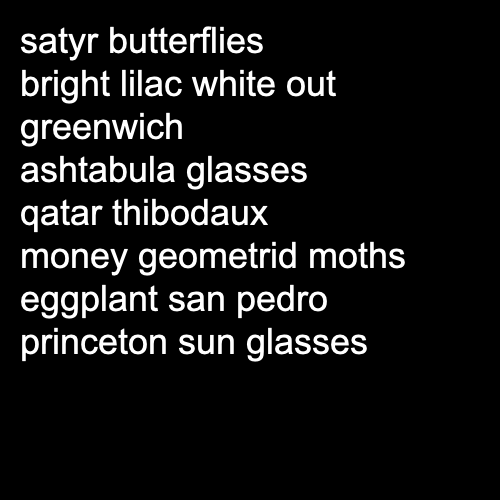 satyr butterflies
bright lilac white out
greenwich
ashtabula glasses
qatar thibodaux
money geometrid moths
eggplant san pedro
princeton sun glasses